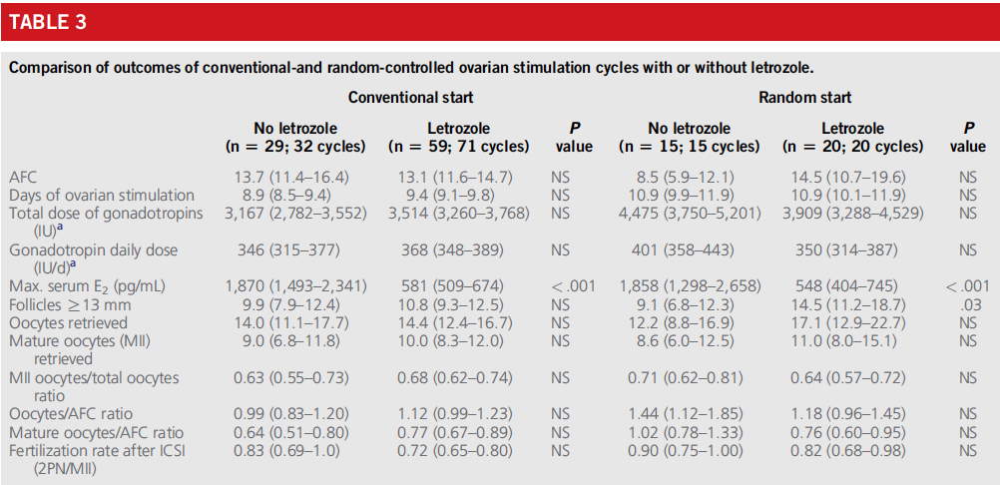 TABLE 3
Comparison of outcomes of conventional-and random-controlled ovarian stimulation cycles with or without letrozole.
Conventional start Random start
No letrozole (n = 29; 32 cycles) Letrozole (n = 59; 71 cycles) P value No letrozole (n = 15; 15 cycles) Letrozole (n = 20; 20 cycles) P value
AFC 13.7 (11.4–16.4) 13.1 (11.6–14.7) NS 8.5 (5.9–12.1) 14.5 (10.7–19.6) NS
Days of ovarian stimulation 8.9 (8.5–9.4) 9.4 (9.1–9.8) NS 10.9 (9.9–11.9) 10.9 (10.1–11.9) NS
Total dose of gonadotropins 3,167 (2,782–3,552) 3,514 (3,260–3,768) NS 4,475 (3,750–5,201) 3,909 (3,288–4,529) NS
(IU)a
Gonadotropin daily dose 346 (315–377) 368 (348–389) NS 401 (358–443) 350 (314–387) NS
(IU/d)a
Max. serum E2 (pg/mL) 1,870 (1,493–2,341) 581 (509–674) <.001 1,858 (1,298–2,658) 548 (404–745) <.001
Follicles ≥13 mm 9.9 (7.9–12.4) 10.8 (9.3–12.5) NS 9.1 (6.8–12.3) 14.5 (11.2–18.7) .03
Oocytes retrieved 14.0 (11.1–17.7) 14.4 (12.4–16.7) NS 12.2 (8.8–16.9) 17.1 (12.9–22.7) NS
Mature oocytes (MII) 9.0 (6.8–11.8) 10.0 (8.3–12.0) NS 8.6 (6.0–12.5) 11.0 (8.0–15.1) NS
retrieved
MII oocytes/total oocytes 0.63 (0.55–0.73) 0.68 (0.62–0.74) NS 0.71 (0.62–0.81) 0.64 (0.57–0.72) NS
ratio
Oocytes/AFC ratio 0.99 (0.83–1.20) 1.12 (0.99–1.23) NS 1.44 (1.12–1.85) 1.18 (0.96–1.45) NS
Mature oocytes/AFC ratio 0.64 (0.51–0.80) 0.77 (0.67–0.89) NS 1.02 (0.78–1.33) 0.76 (0.60–0.95) NS
Fertilization rate after ICSI 0.83 (0.69–1.0) 0.72 (0.65–0.80) NS 0.90 (0.75–1.00) 0.82 (0.68–0.98) NS
(2PN/MII)